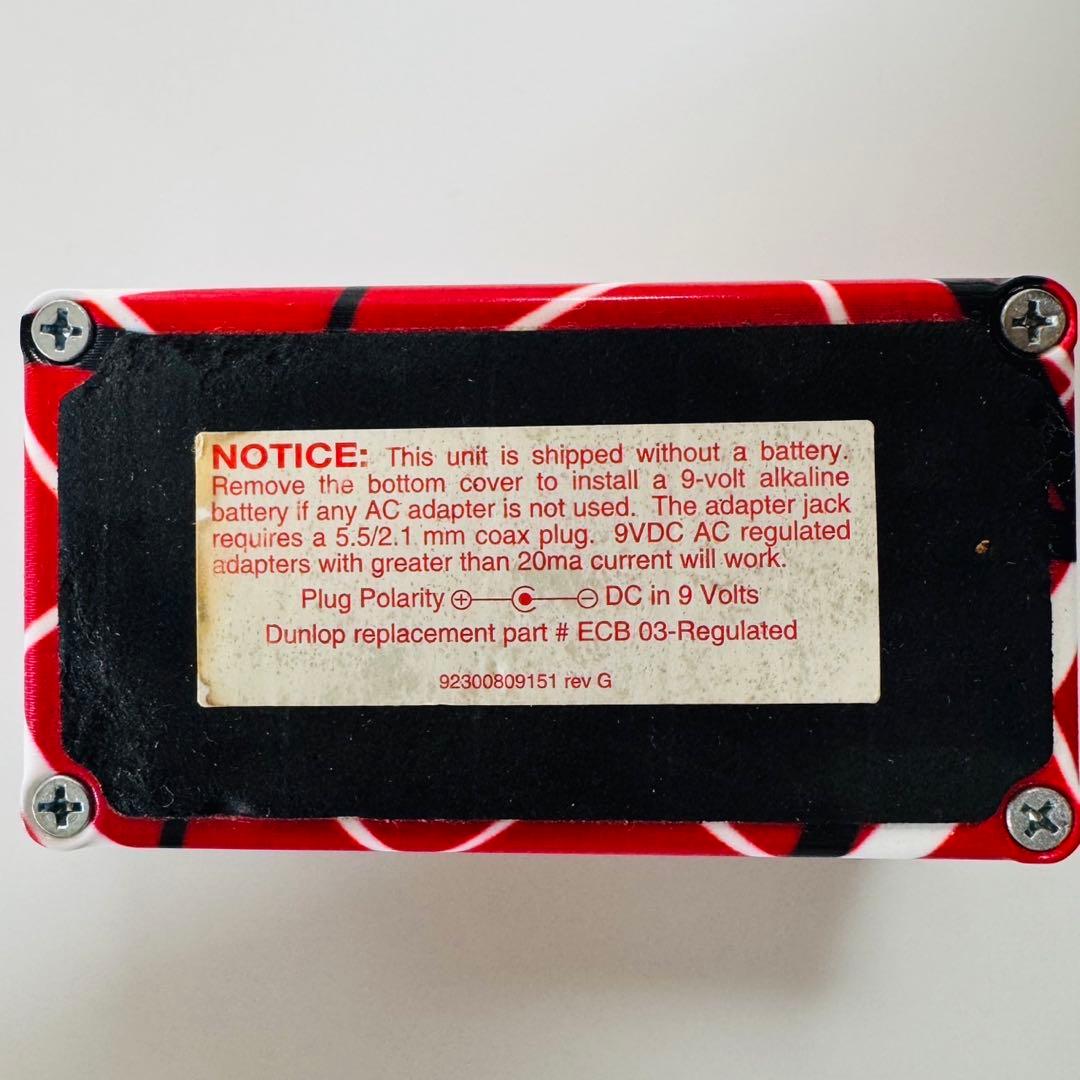 NOTICE: This unit is shipped without a battery.
Remove the bottom cover to install a 9-volt alkaline
battery if any AC adapter is not used. The adapter jack
requires a 5.5/2.1 mm coax plug. 9VDC AC regulated
adapters with greater than 20ma current will work.
Plug Polarity + - DC in 9 Volts
Dunlop replacement part # ECB 03-Regulated
92300809151 rev G